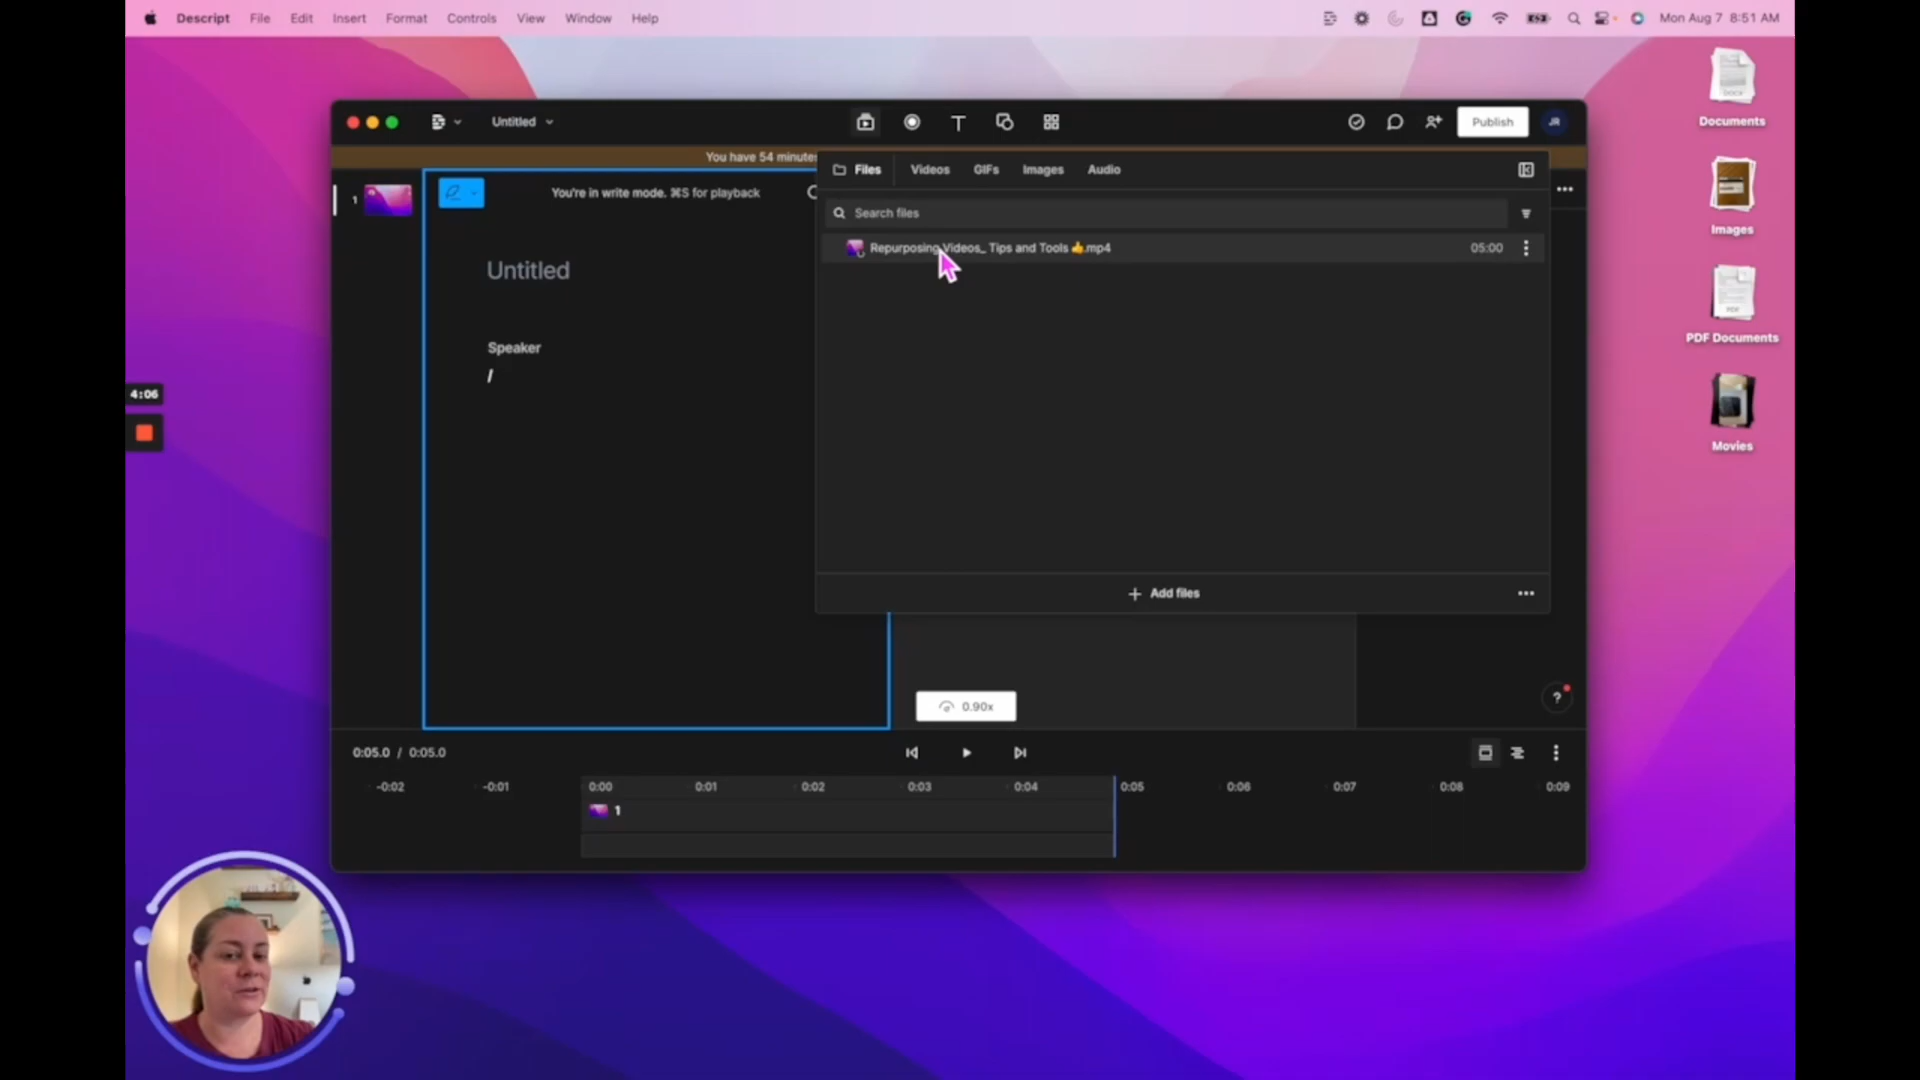 Descript File Edit Insert Format Controls View Window Help
Mon Aug 7 8:51 AM
Documents
Images
PDF
PDF Documents
Movies
Untitled
Publish
JR
You have 54 minutes
Files Videos GIFs Images Audio
1
You're in write mode. ⌘S for playback
Search files
Repurposing Videos_ Tips and Tools 👍.mp4 05:00
Untitled
Speaker
/
4:06
+ Add files
0.90x
?
0:05.0 / 0:05.0
-0:02 -0:01 0:00 0:01 0:02 0:03 0:04 0:05 0:06 0:07 0:08 0:09
1